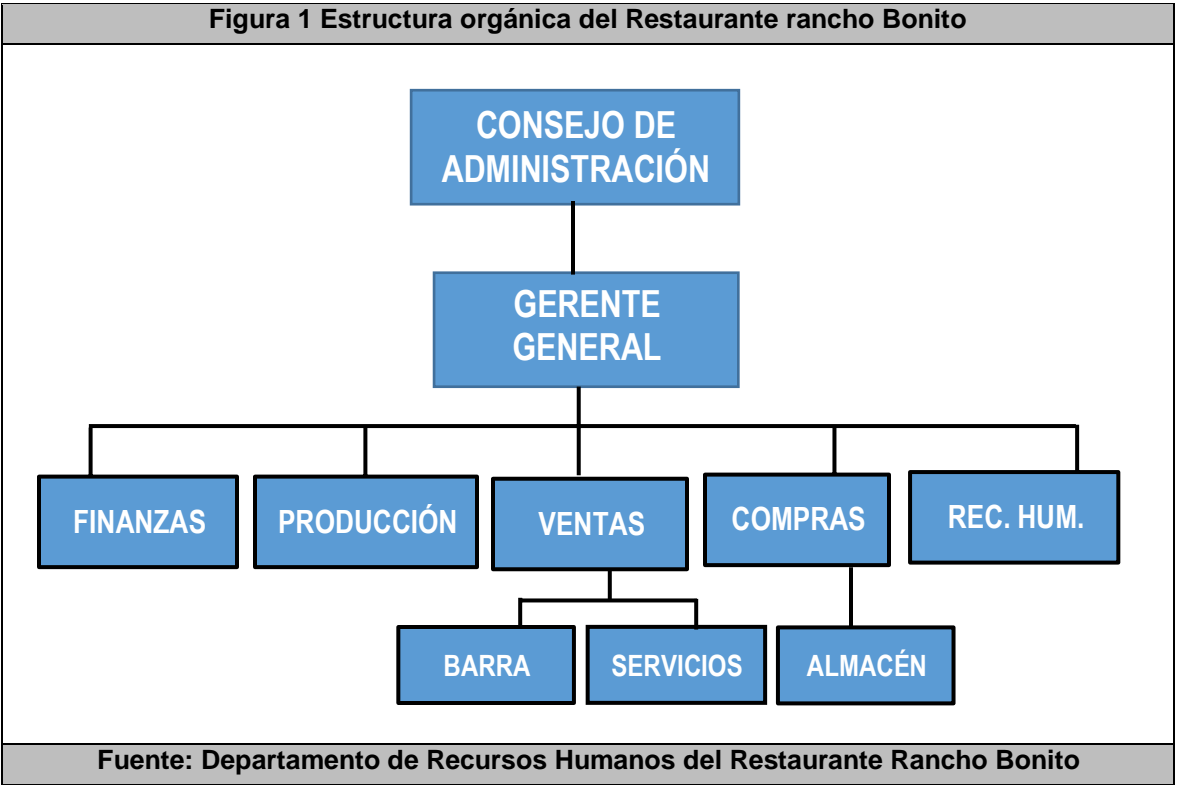 Figura 1 Estructura orgánica del Restaurante rancho Bonito
CONSEJO DE
ADMINISTRACIÓN
GERENTE
GENERAL
FINANZAS
PRODUCCIÓN
VENTAS
COMPRAS
REC. HUM.
BARRA
SERVICIOS
ALMACÉN
Fuente: Departamento de Recursos Humanos del Restaurante Rancho Bonito